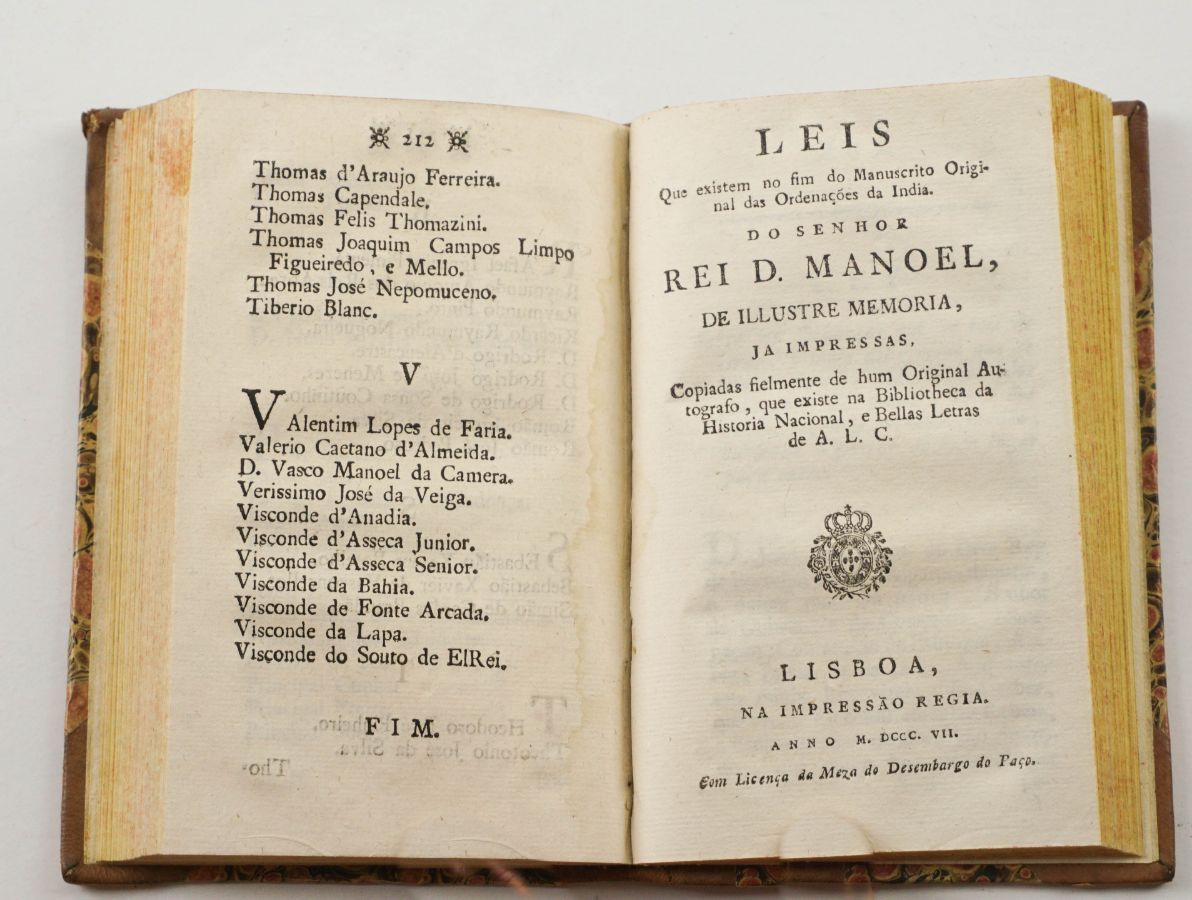 212
Thomas d'Araujo Ferreira.
Thomas Capendale.
Thomas Felis Thomazini.
Thomas Joaquim Campos Limpo
Figueiredo, e Mello.
Thomas José Nepomuceno.
Tiberio Blanc.
V
VAlentim Lopes de Faria.
Valerio Caetano d'Almeida.
D. Vasco Manoel da Camera.
Verissimo José da Veiga.
Visconde d'Anadia.
Visconde d'Asseca Junior.
Visconde d'Asseca Senior.
Visconde da Bahia.
Visconde de Fonte Arcada.
Visconde da Lapa.
Visconde do Souto de ElRei.
FIM.
LEIS
Que existem no fim do Manuscrito Origi-
nal das Ordenações da India.
DO SENHOR
REI D. MANOEL,
DE ILLUSTRE MEMORIA,
JA IMPRESSAS,
Copiadas fielmente de hum Original Au-
tografo, que existe na Bibliotheca da
Historia Nacional, e Bellas Letras
de A. L. C.
LISBOA,
NA IMPRESSÃO REGIA.
ANNO M. DCCC. VII.
Com Licença da Meza do Desembargo do Paço.